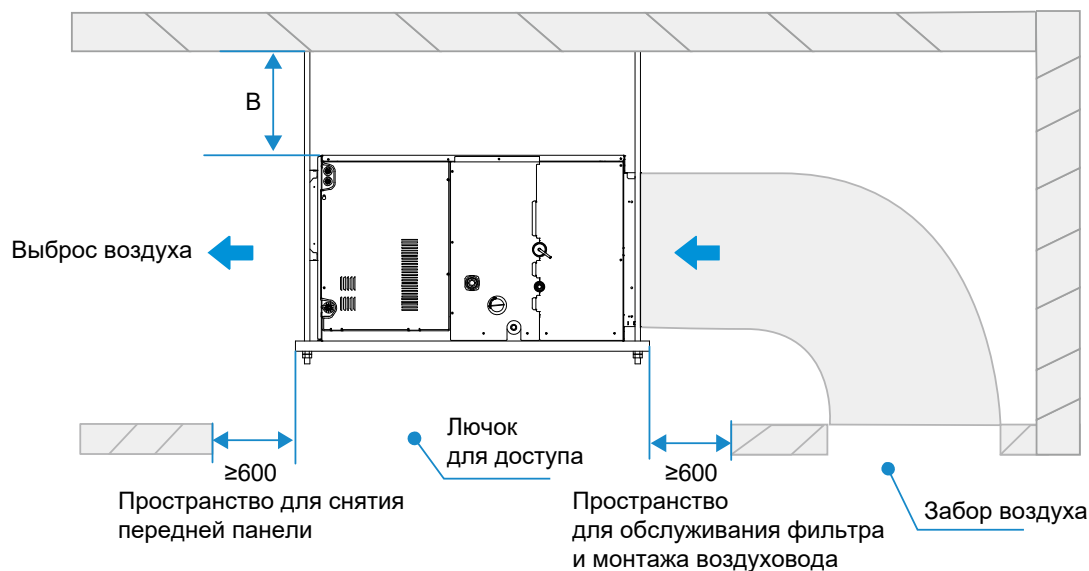 B
Выброс воздуха
Лючок
для доступа
≥600
Пространство для снятия
передней панели
≥600
Пространство
для обслуживания фильтра
и монтажа воздуховода
Забор воздуха